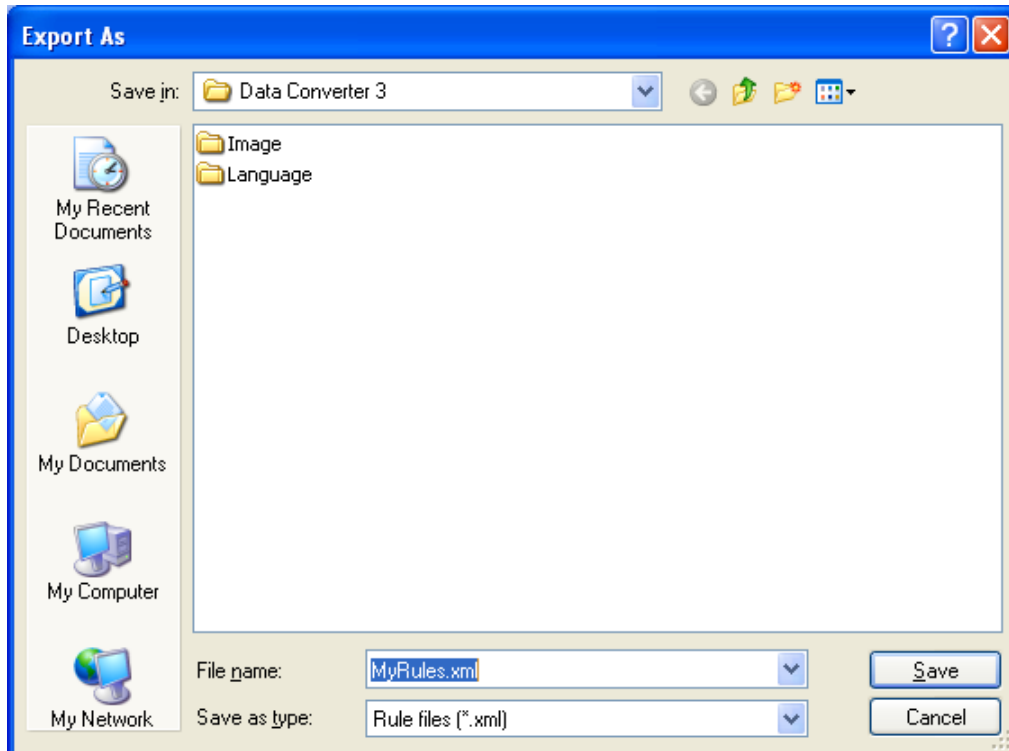 Export As
Save in:
Data Converter 3
My Recent
Documents
Desktop
My Documents
My Computer
My Network
Image
Language
File name:
MyRules.xml
Save
Save as type:
Rule files (*.xml)
Cancel